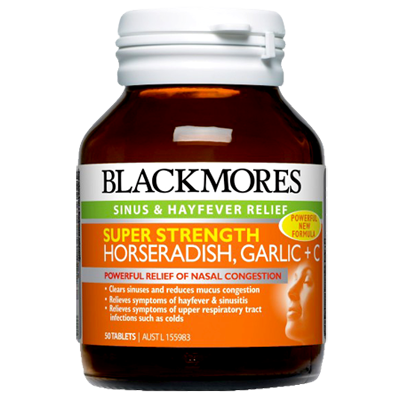 BLACKMORES
SINUS & HAYFEVER RELIEF
POWERFUL
NEW
FORMULA
SUPER STRENGTH
HORSERADISH, GARLIC + C
POWERFUL RELIEF OF NASAL CONGESTION
• Clears sinuses and reduces mucus congestion
• Relieves symptoms of hayfever & sinusitis
• Relieves symptoms of upper respiratory tract
infections such as colds
50 TABLETS | AUST L 155983